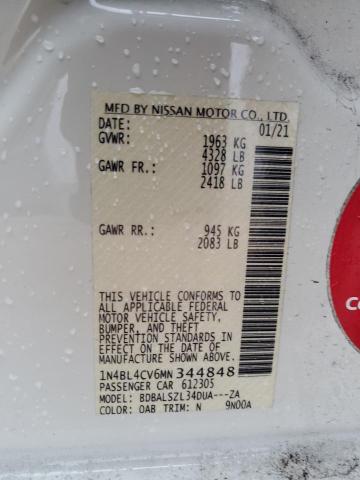 MFD BY NISSAN MOTOR CO., LTD.
DATE: 01/21
GVWR: 1963 KG
4328 LB
GAWR FR.: 1097 KG
2418 LB
GAWR RR.: 945 KG
2083 LB
THIS VEHICLE CONFORMS TO
ALL APPLICABLE FEDERAL
MOTOR VEHICLE SAFETY,
BUMPER, AND THEFT
PREVENTION STANDARDS IN
EFFECT ON THE DATE OF
MANUFACTURE SHOWN ABOVE.
1N4BL4CV6MN344848
PASSENGER CAR 612305
MODEL: BDBALSZL34DUA---ZA
COLOR: QAB TRIM: N 9N00A